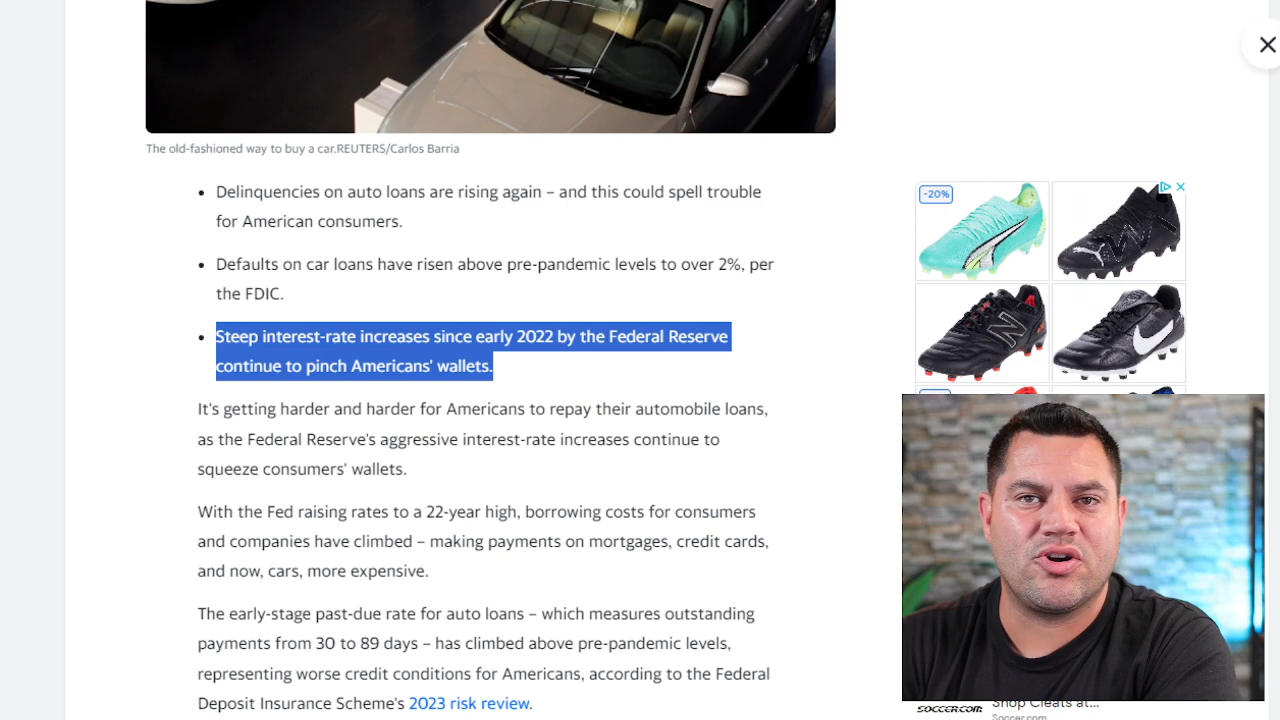 The old-fashioned way to buy a car.REUTERS/Carlos Barria
Delinquencies on auto loans are rising again – and this could spell trouble
for American consumers.
Defaults on car loans have risen above pre-pandemic levels to over 2%, per
the FDIC.
Steep interest-rate increases since early 2022 by the Federal Reserve
continue to pinch Americans' wallets.
It's getting harder and harder for Americans to repay their automobile loans,
as the Federal Reserve's aggressive interest-rate increases continue to
squeeze consumers' wallets.
With the Fed raising rates to a 22-year high, borrowing costs for consumers
and companies have climbed – making payments on mortgages, credit cards,
and now, cars, more expensive.
The early-stage past-due rate for auto loans – which measures outstanding
payments from 30 to 89 days – has climbed above pre-pandemic levels,
representing worse credit conditions for Americans, according to the Federal
Deposit Insurance Scheme's 2023 risk review.
-20%
SOCCER.COM
Shop Cleats at...
Soccer.com